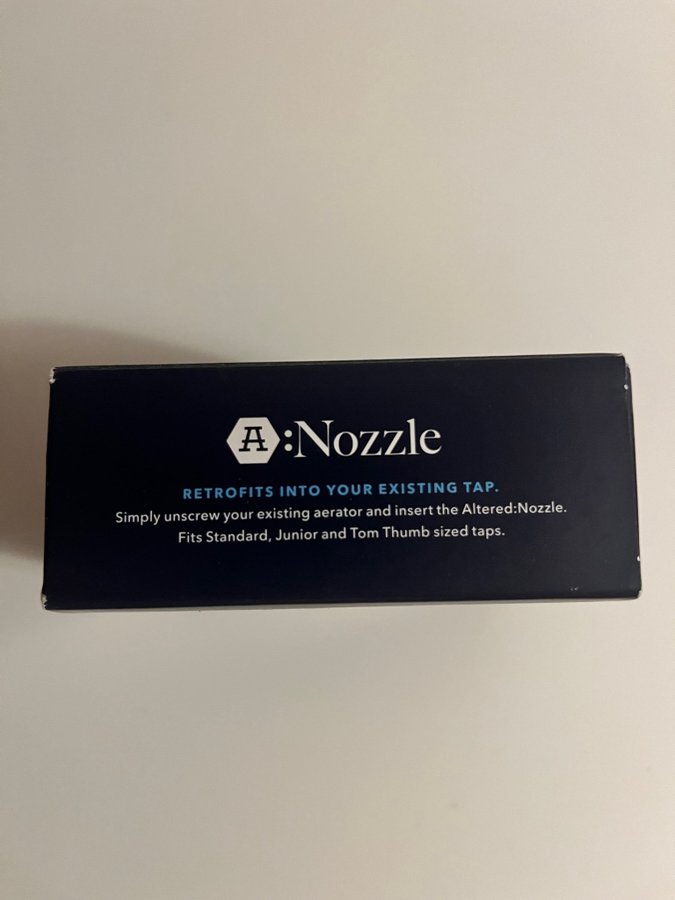 A:Nozzle
RETROFITS INTO YOUR EXISTING TAP.
Simply unscrew your existing aerator and insert the Altered:Nozzle.
Fits Standard, Junior and Tom Thumb sized taps.